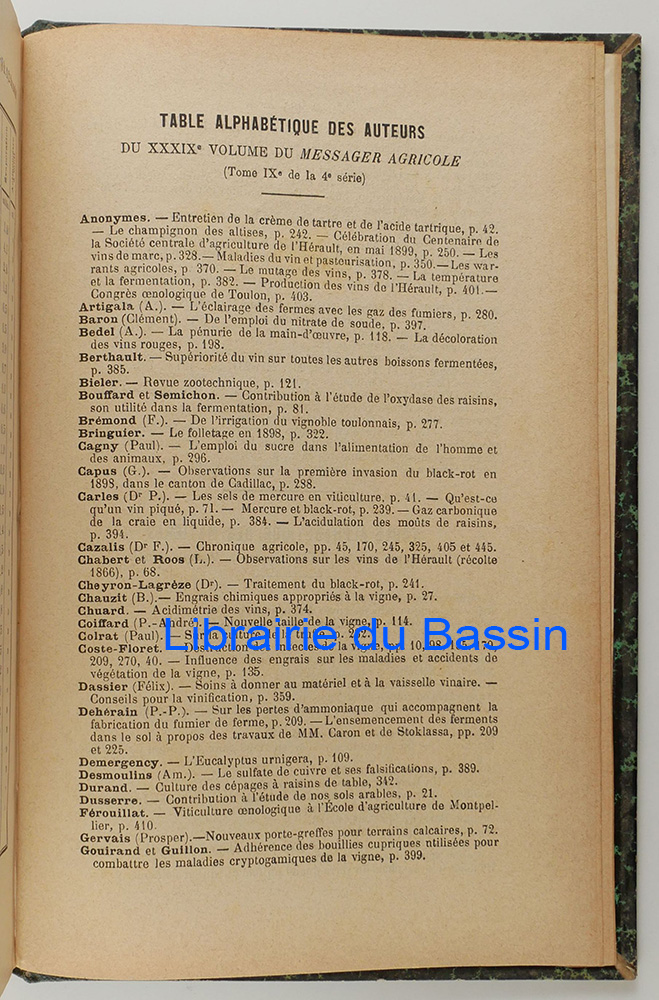 TABLE ALPHABÉTIQUE DES AUTEURS
DU XXXIXe VOLUME DU MESSAGER AGRICOLE
(Tome IXe de la 4e série)
Anonymes. — Entretien de la crème de tartre et de l'acide tartrique, p. 42.
— Le champignon des altises, p. 242. — Célébration du Centenaire de
la Société centrale d'agriculture de l'Hérault, en mai 1899, p. 250. — Les
vins de marc, p. 328. — Maladies du vin et pasteurisation, p. 350. — Les war-
rants agricoles, p 370. — Le mutage des vins, p. 378. — La température
et la fermentation, p. 382. — Production des vins de l'Hérault, p. 401. —
Congrès œnologique de Toulon, p. 403.
Artigala (A.). — L'éclairage des fermes avec les gaz des fumiers, p. 280.
Baron (Clément). — De l'emploi du nitrate de soude, p. 397.
Bedel (A.). — La pénurie de la main-d'œuvre, p. 118. — La décoloration
des vins rouges, p. 198.
Berthault. — Supériorité du vin sur toutes les autres boissons fermentées,
p. 385.
Bieler. — Revue zootechnique, p. 121.
Bouffard et Semichon. — Contribution à l'étude de l'oxydase des raisins,
son utilité dans la fermentation, p. 81.
Brémond (F.). — De l'irrigation du vignoble toulonnais, p. 277.
Bringuier. — Le folletage en 1898, p. 322.
Cagny (Paul). — L'emploi du sucre dans l'alimentation de l'homme et
des animaux, p. 296.
Capus (G.). — Observations sur la première invasion du black-rot en
1898, dans le canton de Cadillac, p. 288.
Carles (Dr P.). — Les sels de mercure en viticulture, p. 41. — Qu'est-ce
qu'un vin piqué, p. 71. — Mercure et black-rot, p. 239. — Gaz carbonique
de la craie en liquide, p. 384. — L'acidulation des moûts de raisins,
p. 394.
Cazalis (Dr F.). — Chronique agricole, pp. 45, 170, 245, 325, 405 et 445.
Chabert et Roos (L.). — Observations sur les vins de l'Hérault (récolte
1866), p. 68.
Cheyron-Lagrèze (Dr). — Traitement du black-rot, p. 241.
Chauzit (B.). — Engrais chimiques appropriés à la vigne, p. 27.
Chuard. — Acidimétrie des vins, p. 374.
Coiffard (P.-André). — Nouvelle taille de la vigne, p. 114.
Colrat (Paul). — Sur la culture de la truffe, p.
Coste-Floret. — Destruction des insectes de la vigne, pp. 10,
209, 270, 40. — Influence des engrais sur les maladies et accidents de
végétation de la vigne, p. 135.
Dassier (Félix). — Soins à donner au matériel et à la vaisselle vinaire. —
Conseils pour la vinification, p. 359.
Dehérain (P.-P.). — Sur les pertes d'ammoniaque qui accompagnent la
fabrication du fumier de ferme, p. 209. — L'ensemencement des ferments
dans le sol à propos des travaux de MM. Caron et de Stoklassa, pp. 209
et 225.
Demergency. — L'Eucalyptus urnigera, p. 109.
Desmoulins (Am.). — Le sulfate de cuivre et ses falsifications, p. 389.
Durand. — Culture des cépages à raisins de table, 342.
Dusserre. — Contribution à l'étude de nos sols arables, p. 21.
Férouillat. — Viticulture œnologique à l'École d'agriculture de Montpel-
lier, p. 410.
Gervais (Prosper). — Nouveaux porte-greffes pour terrains calcaires, p. 72.
Gouirand et Guillon. — Adhérence des bouillies cupriques ntilisées pour
combattre les maladies cryptogamiques de la vigne, p. 399.
Librairie du Bassin